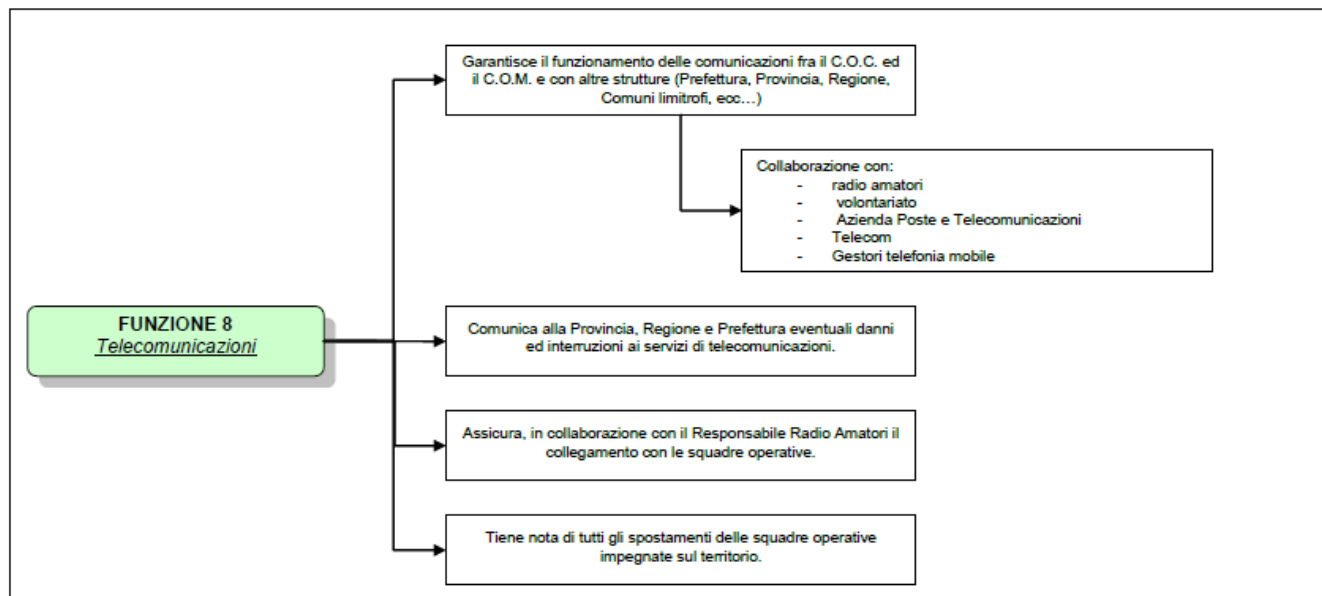 Garantisce il funzionamento delle comunicazioni fra il C.O.C. ed
il C.O.M. e con altre strutture (Prefettura, Provincia, Regione,
Comuni limitrofi, ecc…)
Collaborazione con:
- radio amatori
- volontariato
- Azienda Poste e Telecomunicazioni
- Telecom
- Gestori telefonia mobile
FUNZIONE 8
Telecomunicazioni
Comunica alla Provincia, Regione e Prefettura eventuali danni
ed interruzioni ai servizi di telecomunicazioni.
Assicura, in collaborazione con il Responsabile Radio Amatori il
collegamento con le squadre operative.
Tiene nota di tutti gli spostamenti delle squadre operative
impegnate sul territorio.